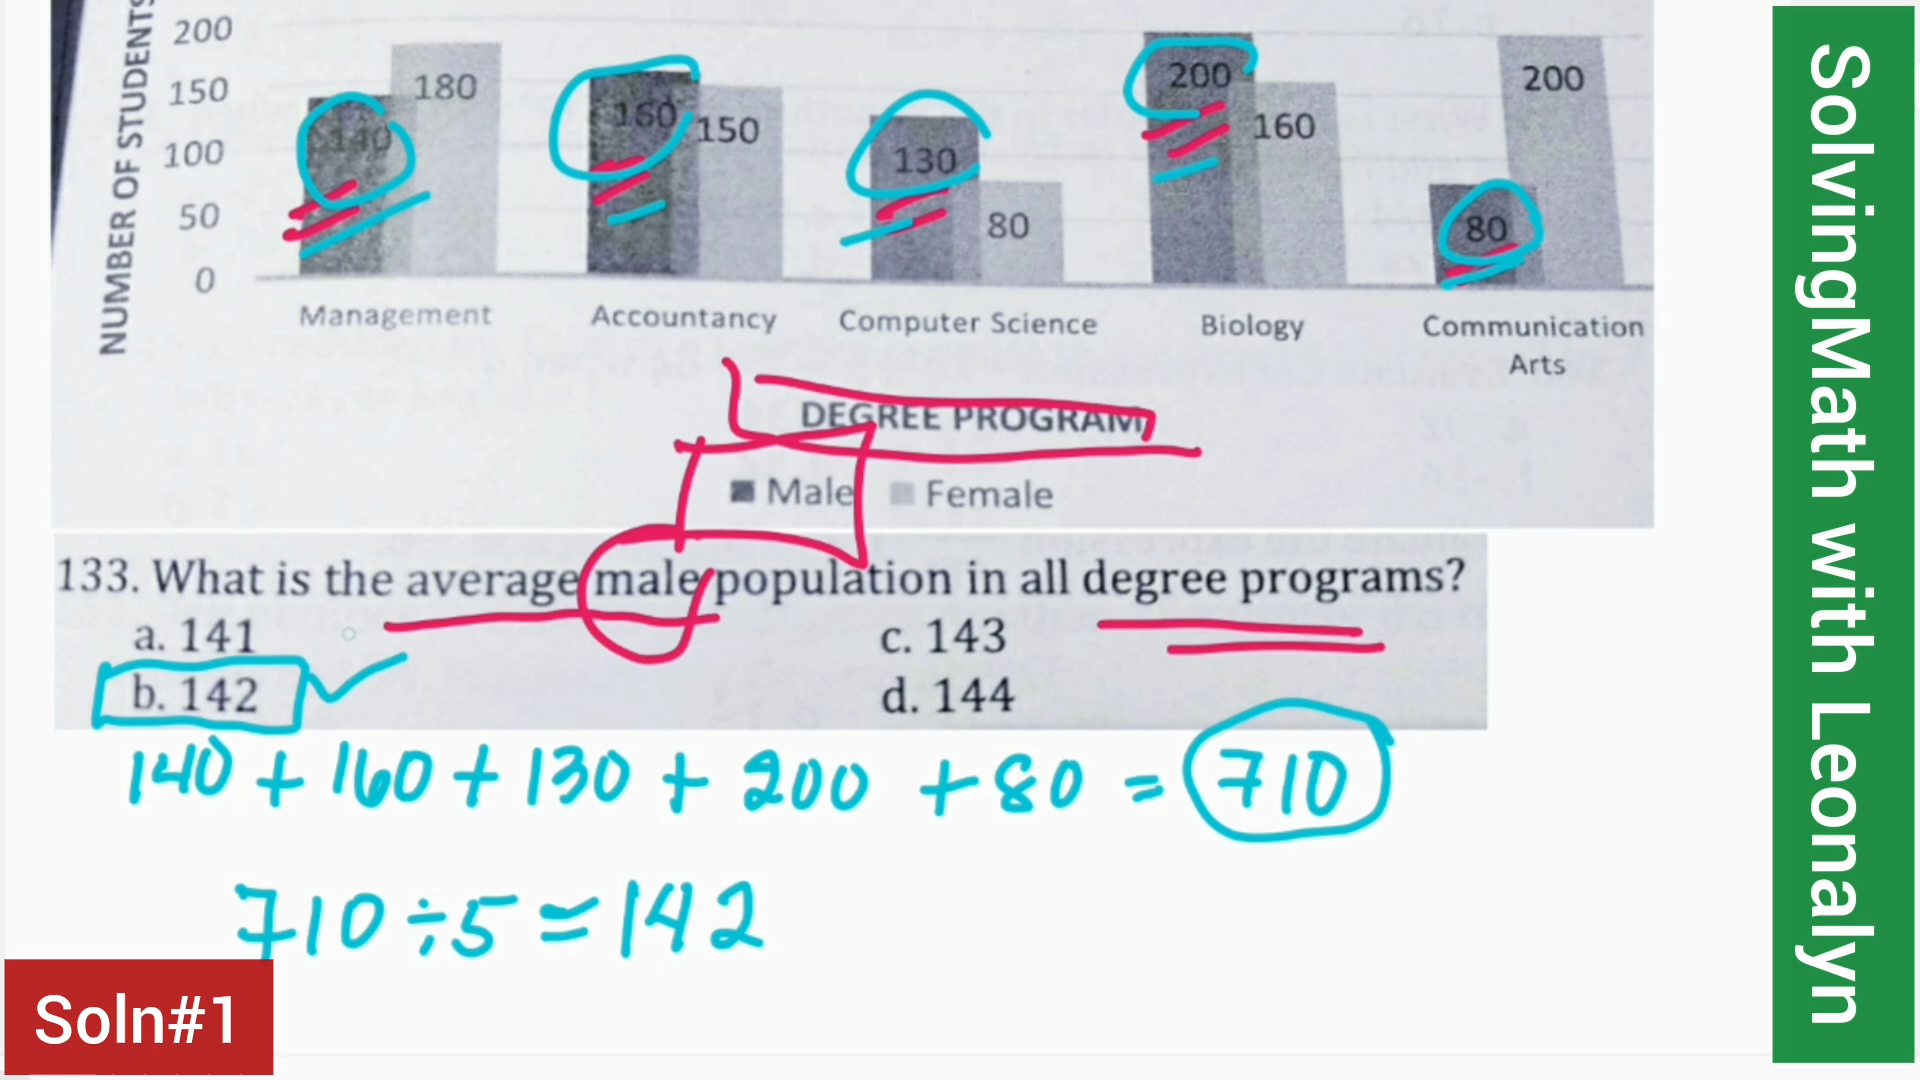 NUMBER OF STUDENTS
200
150
100
50
0
140
180
160
150
130
80
200
160
80
200
Management
Accountancy
Computer Science
Biology
Communication
Arts
DEGREE PROGRAM
Male Female
133. What is the average male population in all degree programs?
a. 141
b. 142
c. 143
d. 144
140 + 160 + 130 + 200 + 80 = 710
710 ÷ 5 = 142
Soln#1
SolvingMath with Leonalyn